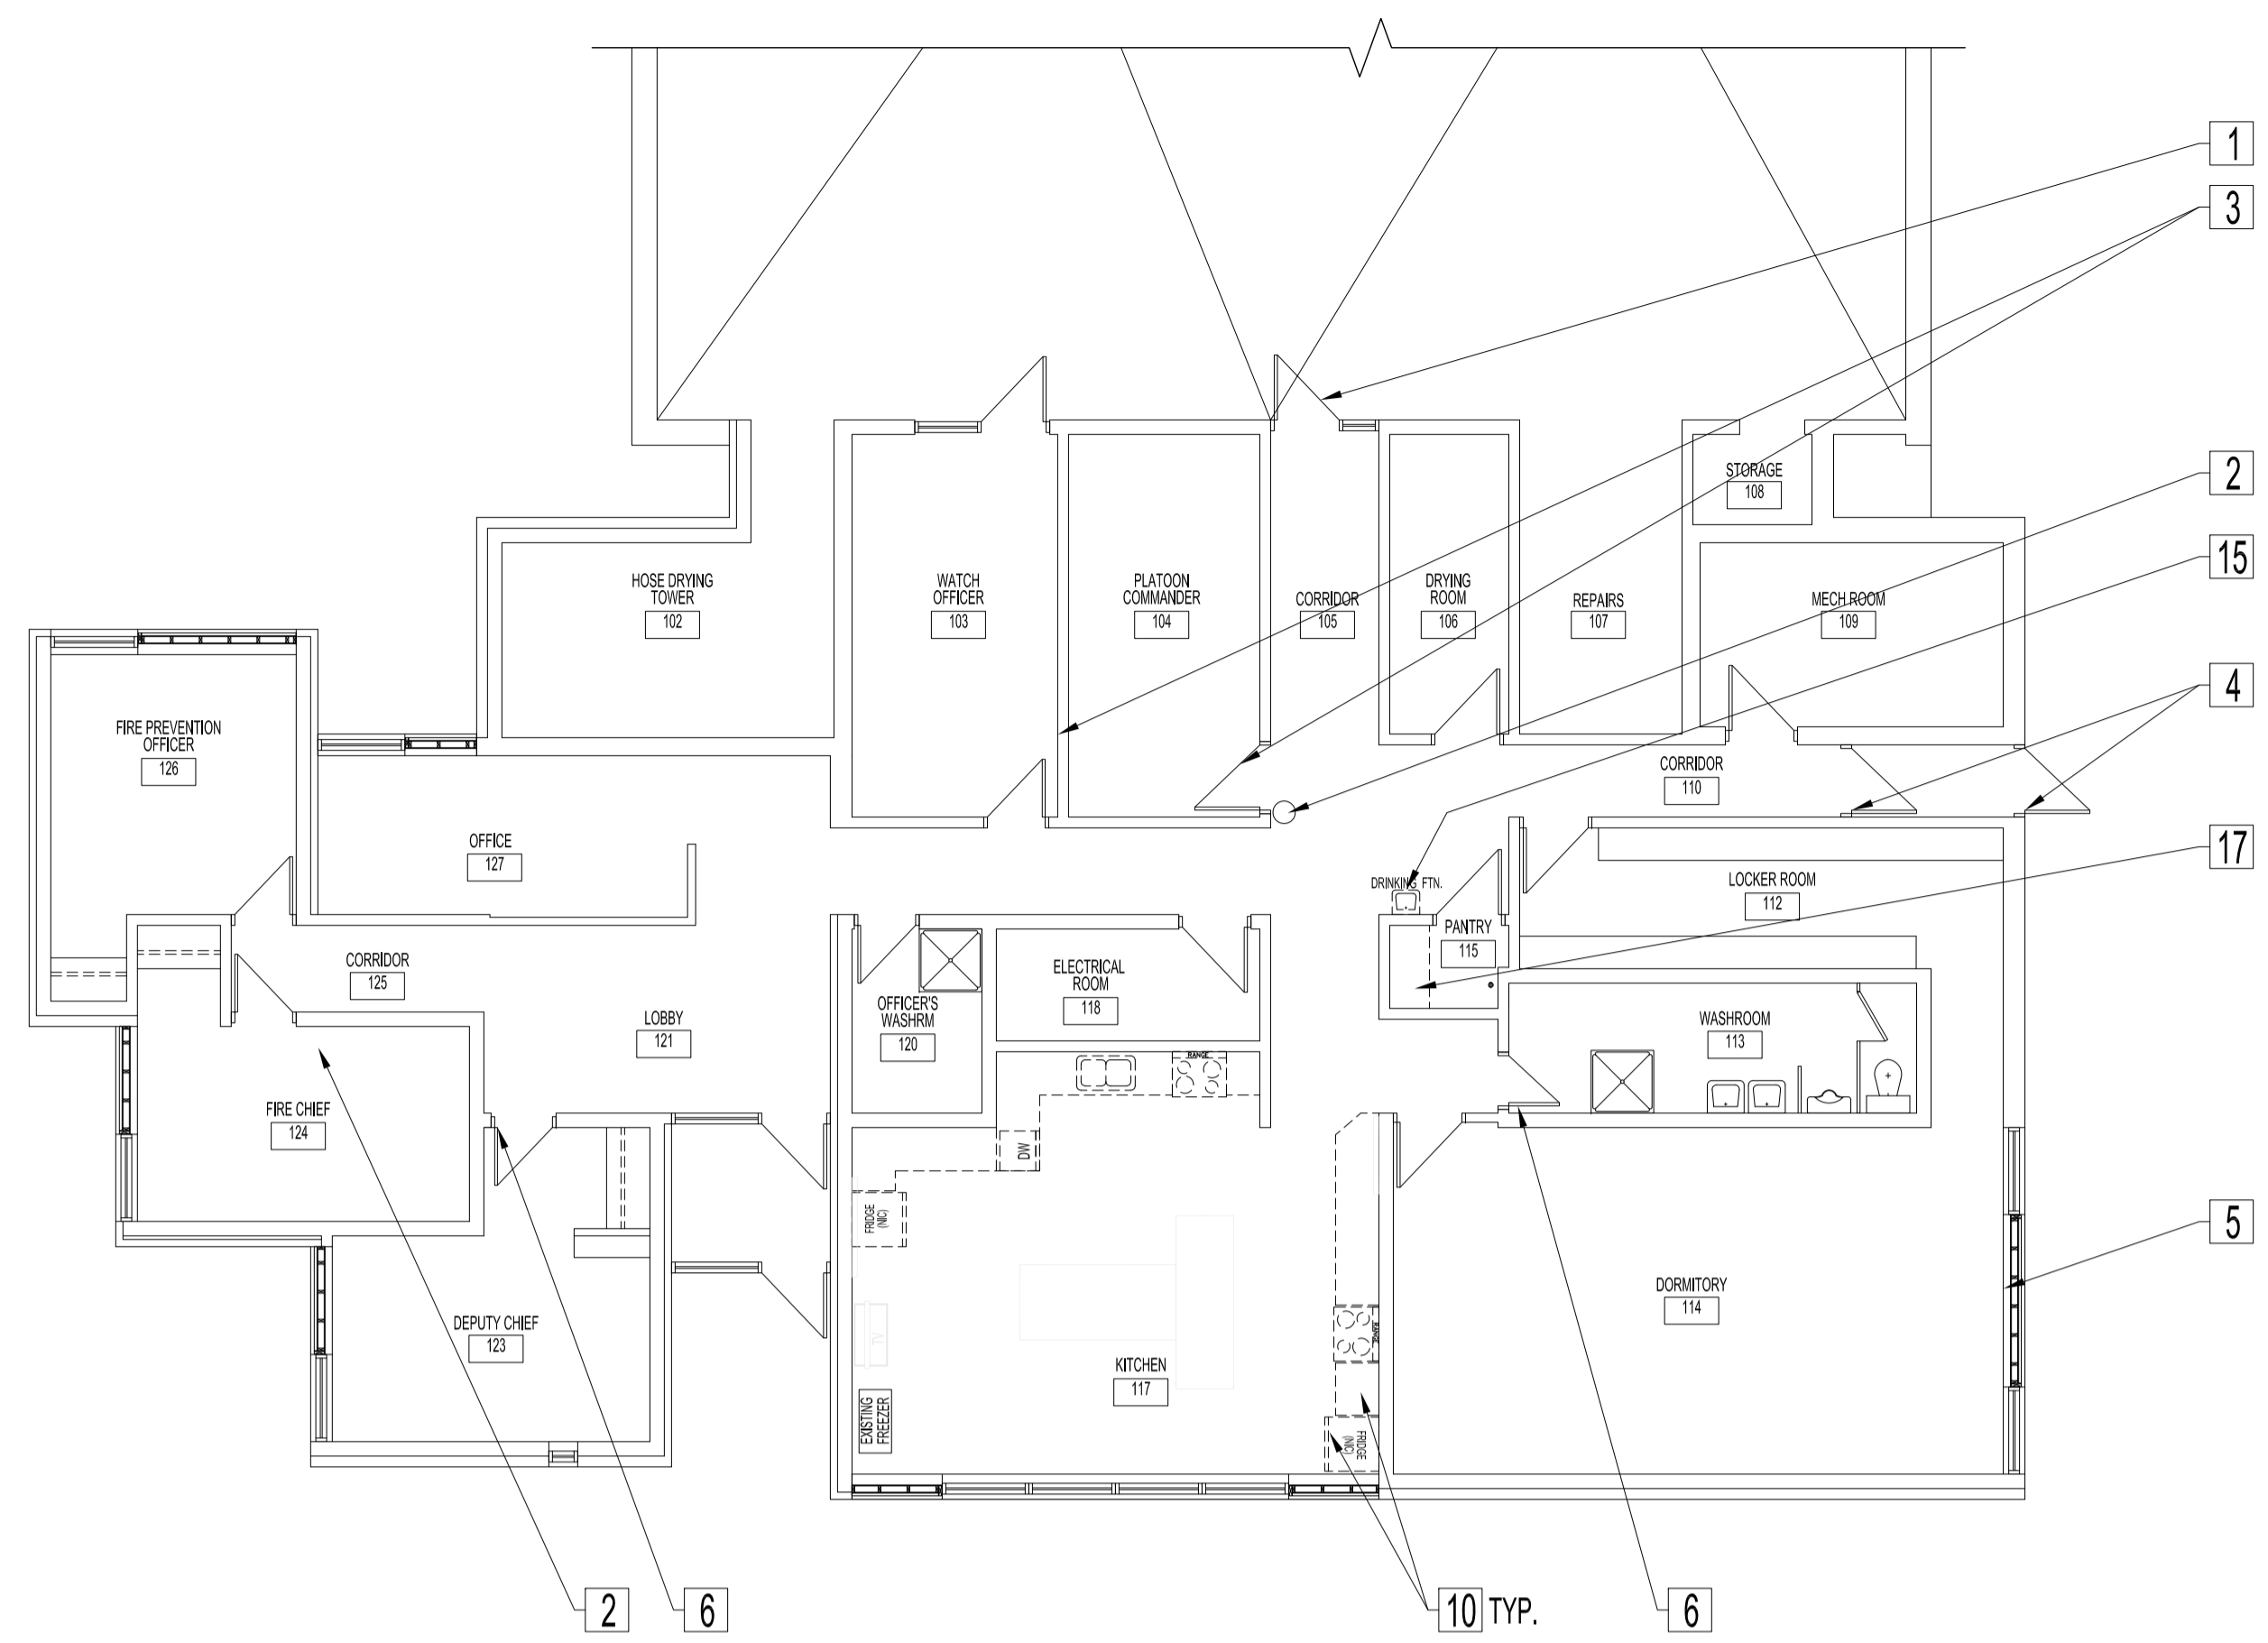 1
3
STORAGE
108
2
15
HOSE DRYING
TOWER
102
WATCH
OFFICER
103
PLATOON
COMMANDER
104
CORRIDOR
105
DRYING
ROOM
106
REPAIRS
107
MECH ROOM
109
4
FIRE PREVENTION
OFFICER
126
CORRIDOR
110
OFFICE
127
17
DRINKING FTN.
LOCKER ROOM
112
PANTRY
115
CORRIDOR
125
ELECTRICAL
ROOM
118
OFFICER'S
WASHRM
120
LOBBY
121
WASHROOM
113
RANGE
FIRE CHIEF
124
DW
FRIDGE
(NIC)
5
DORMITORY
114
DEPUTY CHIEF
123
TV
RANGE
KITCHEN
117
EXISTING
FREEZER
FRIDGE
(NIC)
2
6
10 TYP.
6